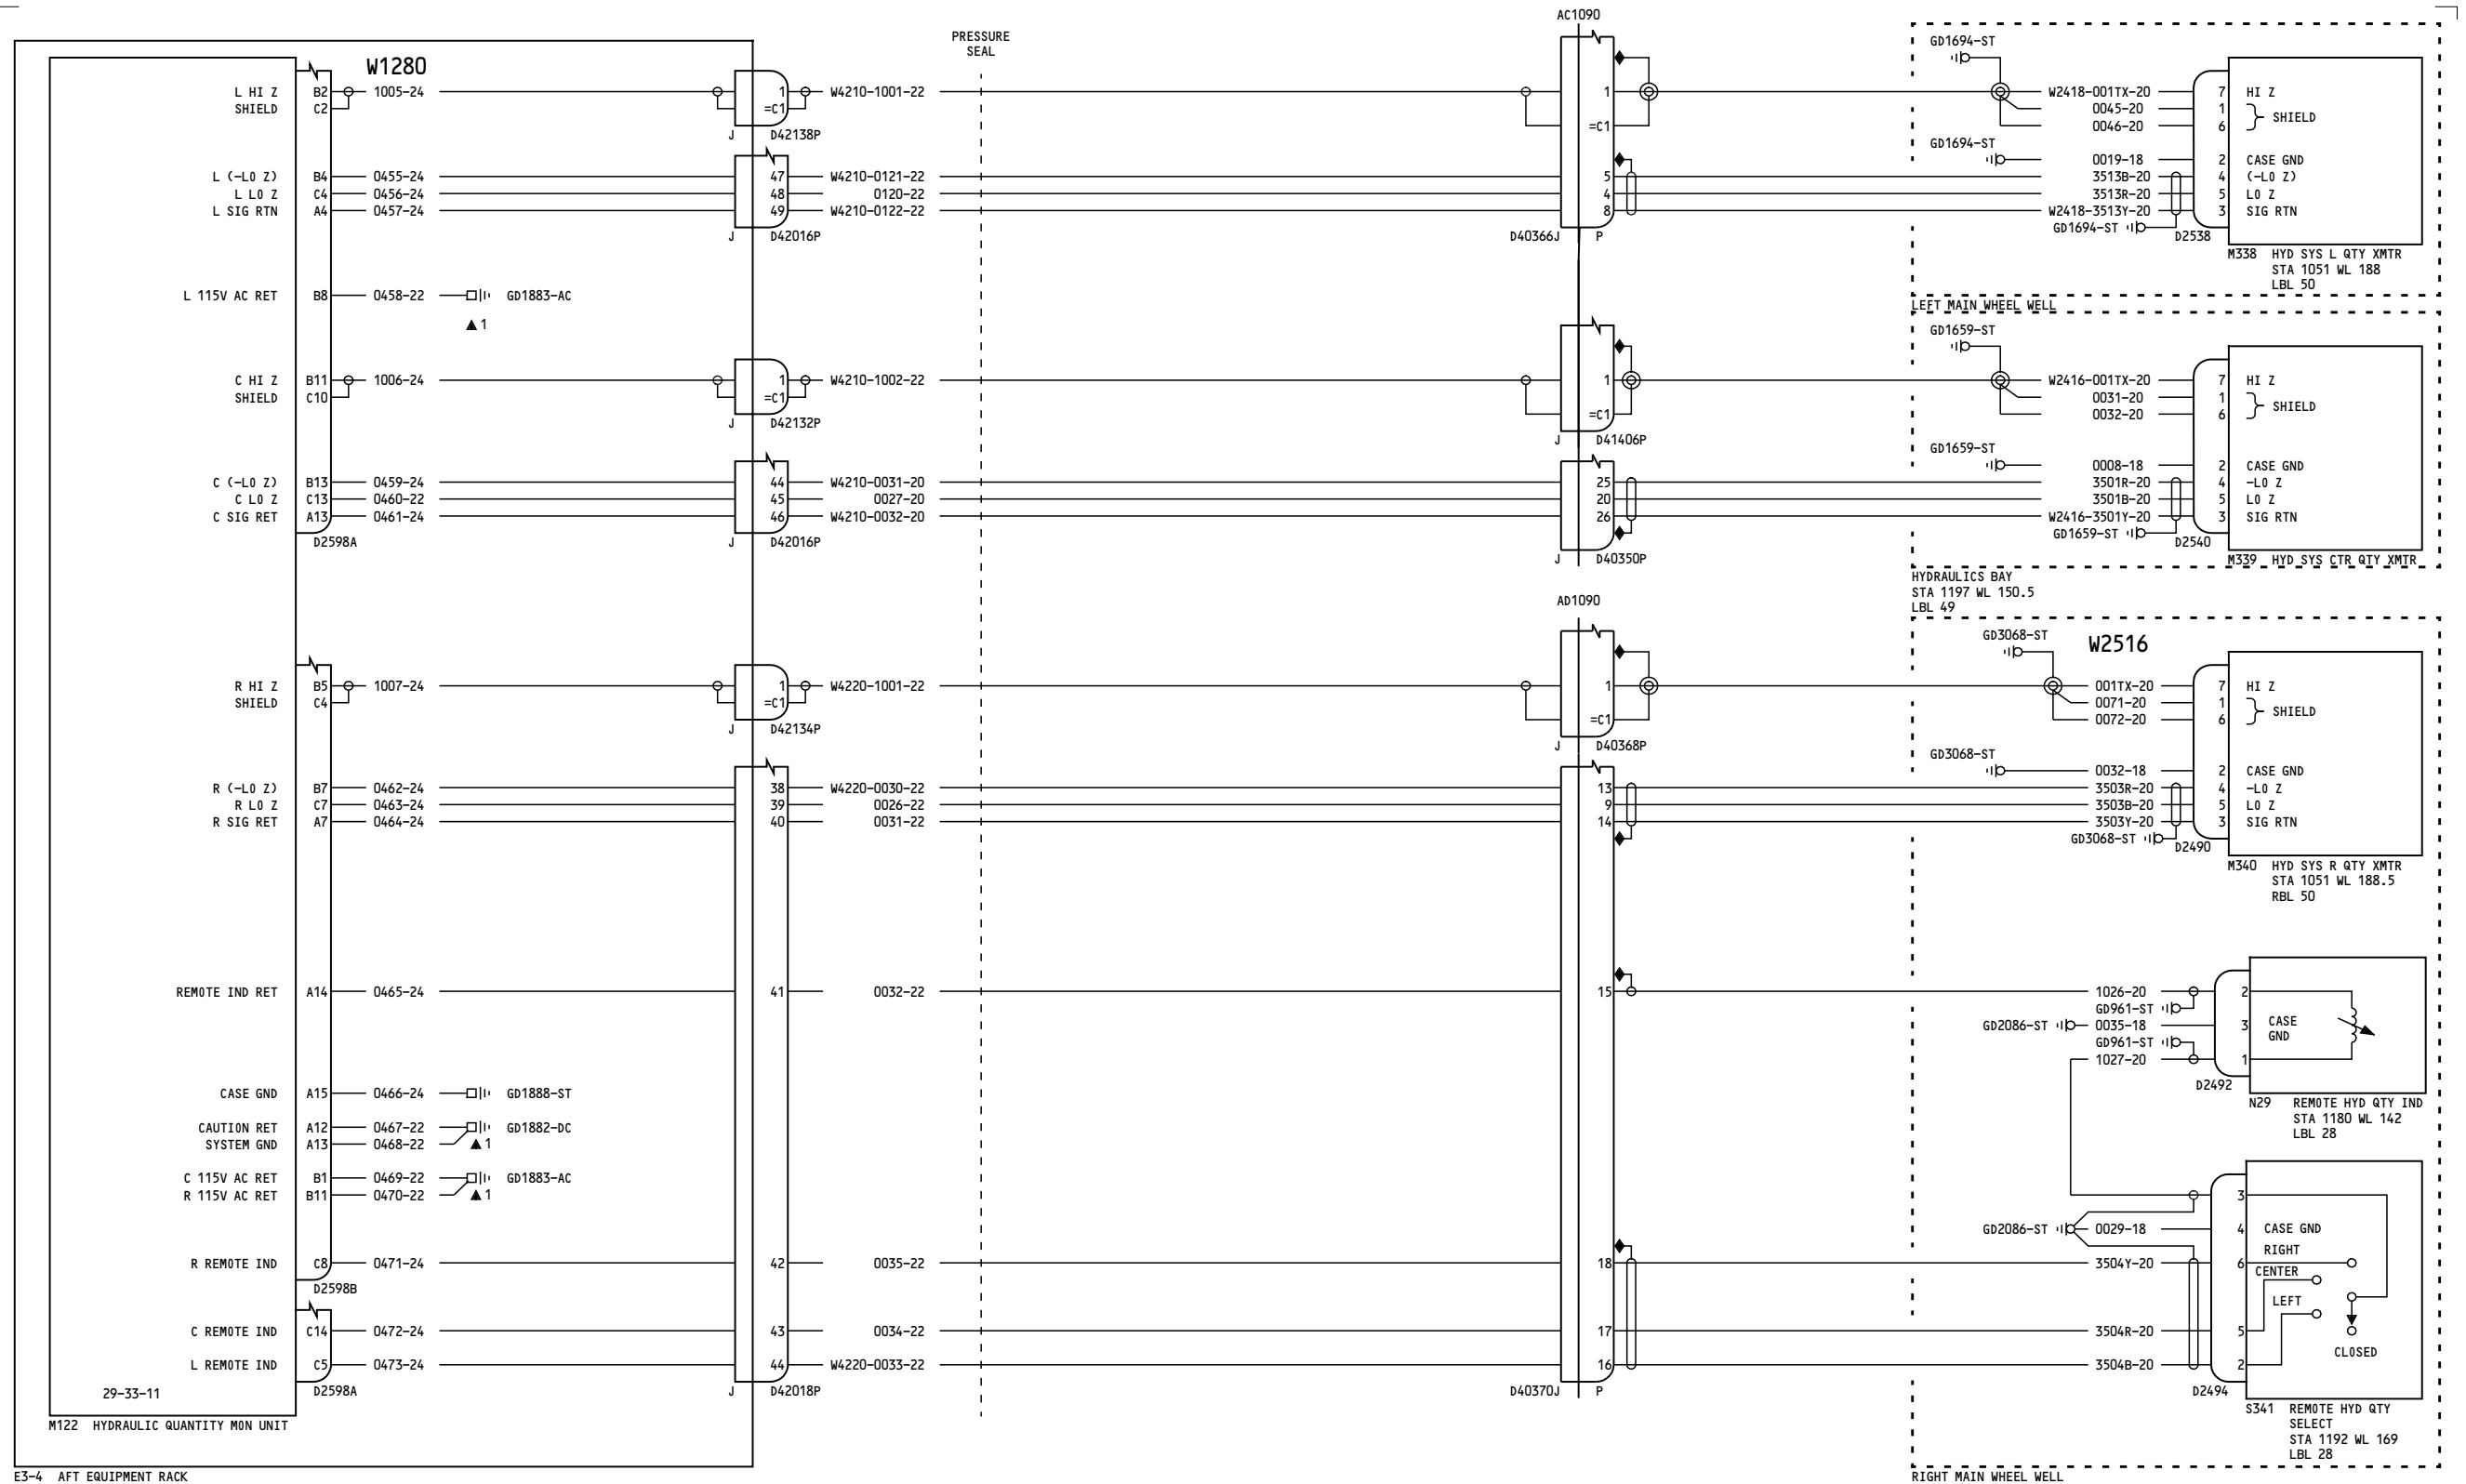 AC1090
PRESSURE
SEAL
W1280
L HI Z B2 1005-24 1 W4210-1001-22 1
SHIELD C2 =C1 =C1
J D42138P
GD1694-ST
W2418-001TX-20 7 HI Z
0045-20 1 SHIELD
0046-20 6
GD1694-ST
0019-18 2 CASE GND
L (-LO Z) B4 0455-24 47 W4210-0121-22 5 3513B-20 4 (-LO Z)
L LO Z C4 0456-24 48 0120-22 4 3513R-20 5 LO Z
L SIG RTN A4 0457-24 49 W4210-0122-22 8 W2418-3513Y-20 3 SIG RTN
J D42016P D40366J P GD1694-ST D2538
M338 HYD SYS L QTY XMTR
STA 1051 WL 188
LBL 50
L 115V AC RET B8 0458-22 GD1883-AC
1
LEFT MAIN WHEEL WELL
GD1659-ST
C HI Z B11 1006-24 1 W4210-1002-22 1 W2416-001TX-20 7 HI Z
SHIELD C10 =C1 =C1 0031-20 1 SHIELD
0032-20 6
J D42132P J D41406P
GD1659-ST
0008-18 2 CASE GND
C (-LO Z) B13 0459-24 44 W4210-0031-20 25 3501R-20 4 -LO Z
C LO Z C13 0460-22 45 0027-20 20 3501B-20 5 LO Z
C SIG RET A13 0461-24 46 W4210-0032-20 26 W2416-3501Y-20 3 SIG RTN
D2598A J D42016P J D40350P GD1659-ST D2540
M339 HYD SYS CTR QTY XMTR
HYDRAULICS BAY
STA 1197 WL 150.5
LBL 49
AD1090
GD3068-ST W2516
R HI Z B5 1007-24 1 W4220-1001-22 1 001TX-20 7 HI Z
SHIELD C4 =C1 =C1 0071-20 1 SHIELD
0072-20 6
J D42134P J D40368P
GD3068-ST
0032-18 2 CASE GND
R (-LO Z) B7 0462-24 38 W4220-0030-22 13 3503R-20 4 -LO Z
R LO Z C7 0463-24 39 0026-22 9 3503B-20 5 LO Z
R SIG RET A7 0464-24 40 0031-22 14 3503Y-20 3 SIG RTN
GD3068-ST D2490
M340 HYD SYS R QTY XMTR
STA 1051 WL 188.5
RBL 50
REMOTE IND RET A14 0465-24 41 0032-22 15 1026-20 2
GD961-ST
GD2086-ST 0035-18 3 CASE
GND
GD961-ST
1027-20 1
D2492
N29 REMOTE HYD QTY IND
STA 1180 WL 142
LBL 28
CASE GND A15 0466-24 GD1888-ST
CAUTION RET A12 0467-22 GD1882-DC
SYSTEM GND A13 0468-22 1
C 115V AC RET B1 0469-22 GD1883-AC
R 115V AC RET B11 0470-22 1
3
GD2086-ST 0029-18 4 CASE GND
RIGHT
R REMOTE IND C8 0471-24 42 0035-22 18 3504Y-20 6
CENTER
D2598B
LEFT
C REMOTE IND C14 0472-24 43 0034-22 17 3504R-20 5
CLOSED
L REMOTE IND C5 0473-24 44 W4220-0033-22 16 3504B-20 2
29-33-11 D2598A J D42018P D40370J P D2494
S341 REMOTE HYD QTY
SELECT
STA 1192 WL 169
LBL 28
M122 HYDRAULIC QUANTITY MON UNIT
E3-4 AFT EQUIPMENT RACK
RIGHT MAIN WHEEL WELL